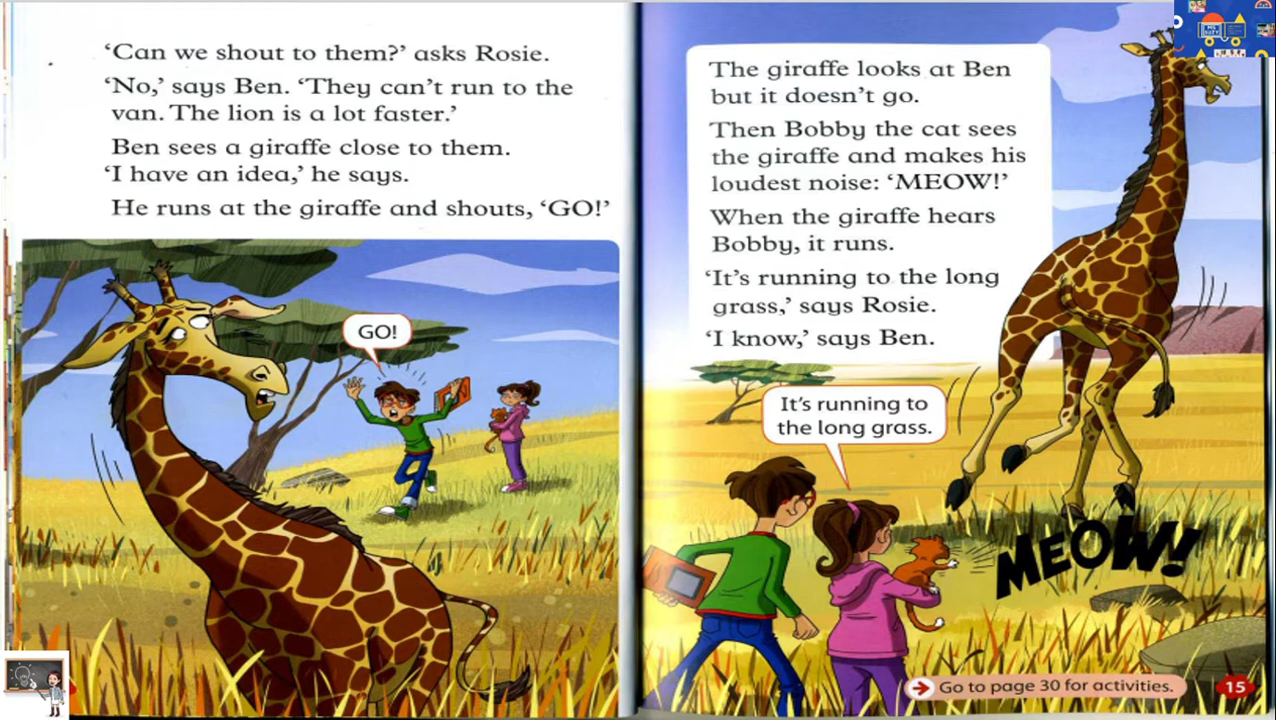 ‘Can we shout to them?’ asks Rosie.
‘No,’ says Ben. ‘They can’t run to the
van. The lion is a lot faster.’
Ben sees a giraffe close to them.
‘I have an idea,’ he says.
He runs at the giraffe and shouts, ‘GO!’
GO!
The giraffe looks at Ben
but it doesn’t go.
Then Bobby the cat sees
the giraffe and makes his
loudest noise: ‘MEOW!’
When the giraffe hears
Bobby, it runs.
‘It’s running to the long
grass,’ says Rosie.
‘I know,’ says Ben.
It’s running to
the long grass.
MEOW!
Go to page 30 for activities.
15